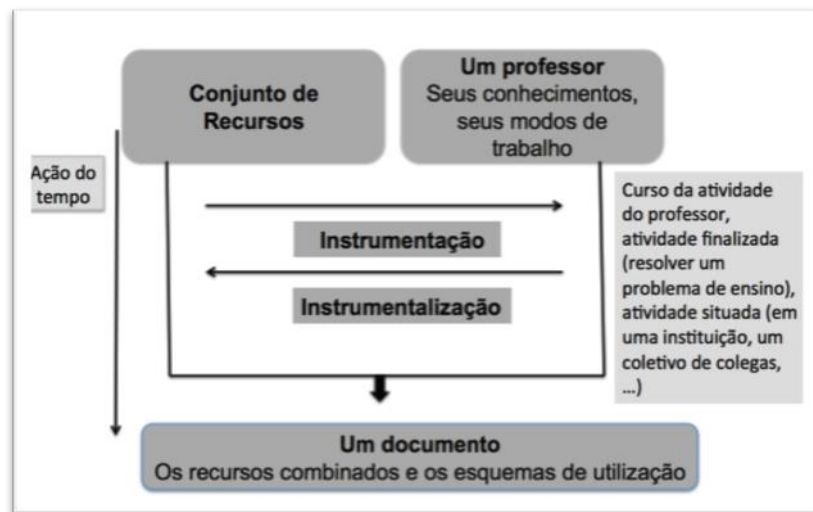 Conjunto de
Recursos
Um professor
Seus conhecimentos,
seus modos de
trabalho
Ação do
tempo
Instrumentação
Instrumentalização
Curso da atividade
do professor,
atividade finalizada
(resolver um
problema de ensino),
atividade situada (em
uma instituição, um
coletivo de colegas,
...)
Um documento
Os recursos combinados e os esquemas de utilização